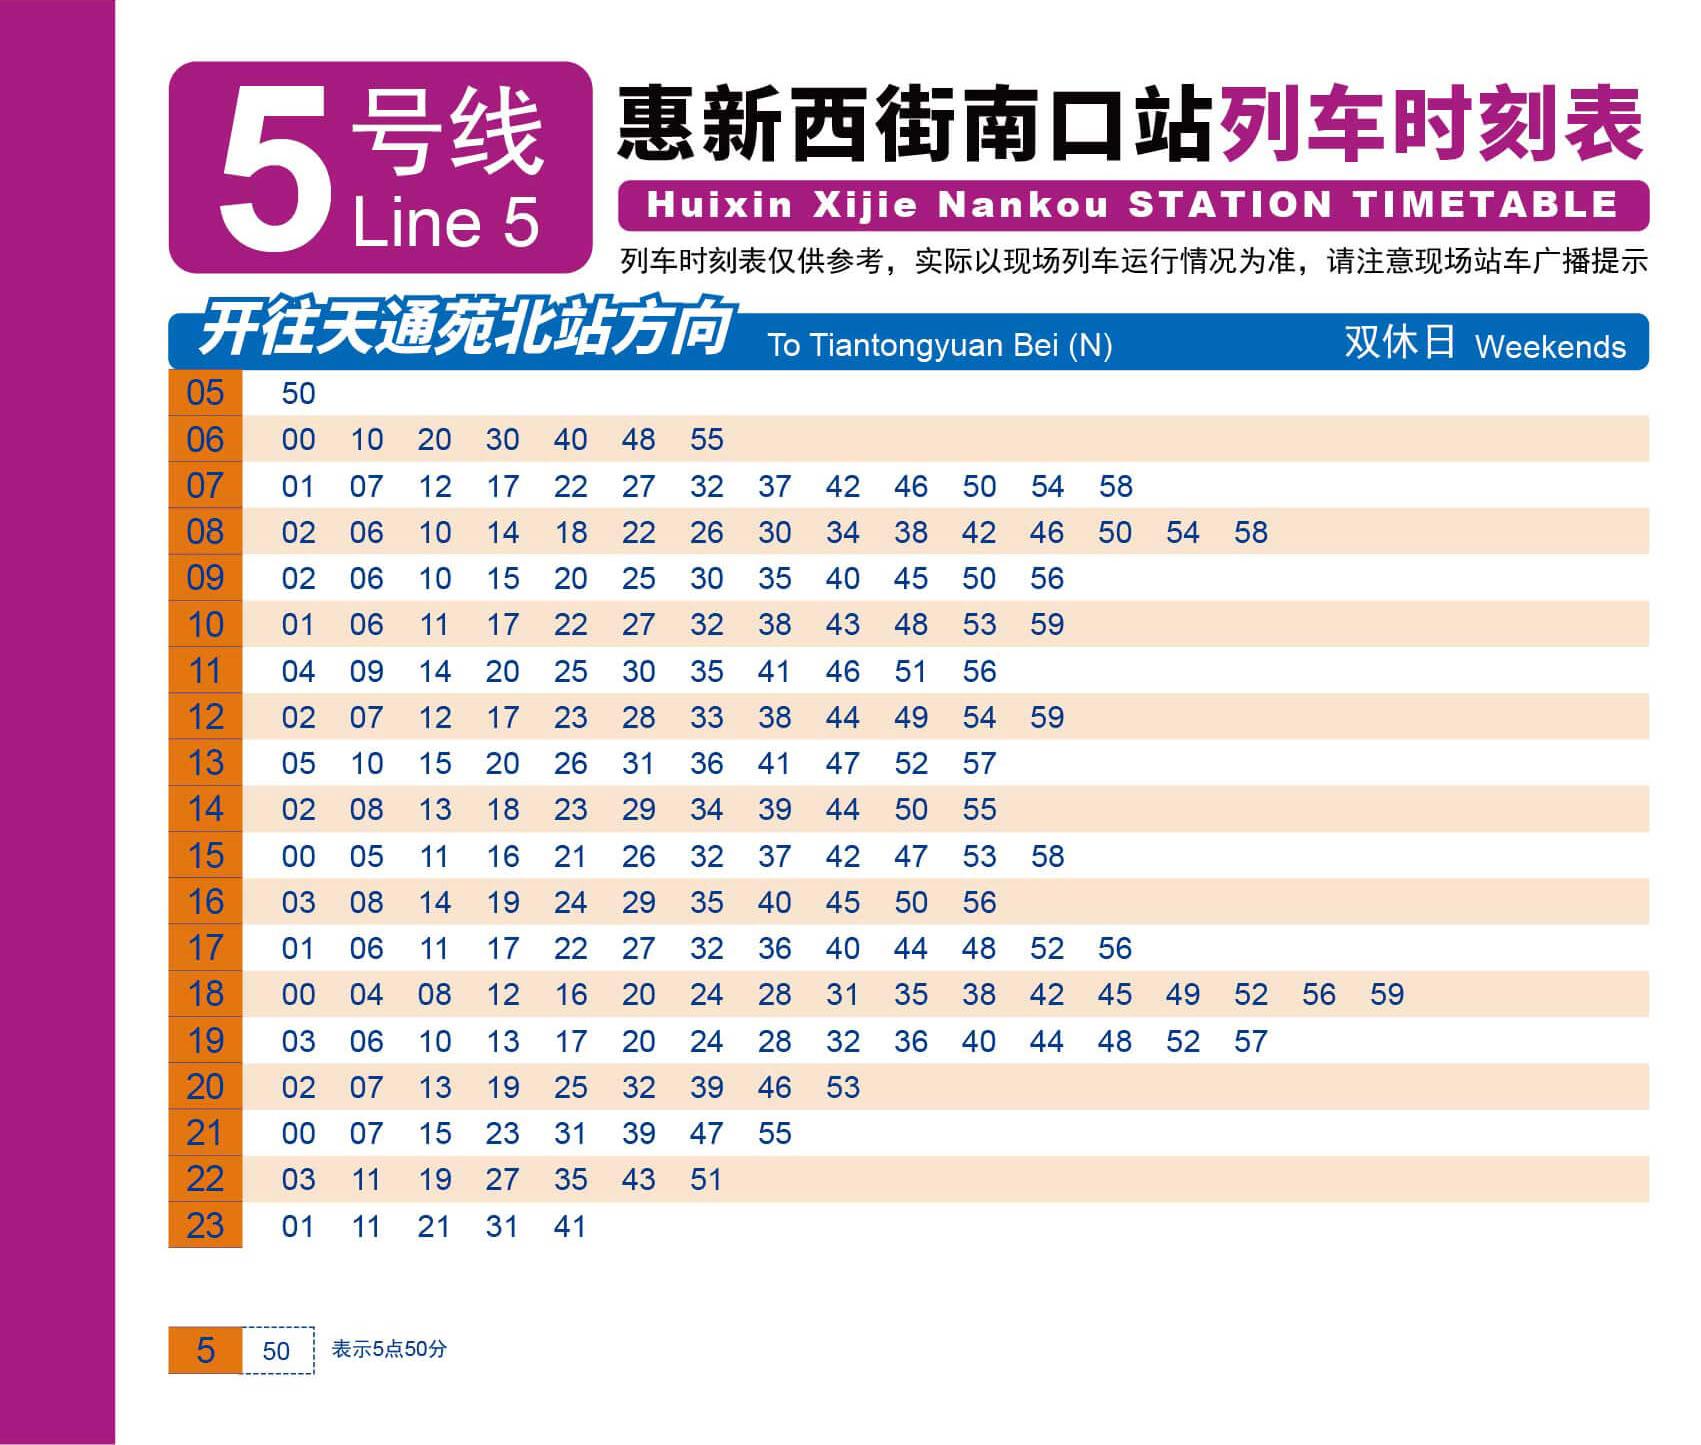 5号线
Line 5
惠新西街南口站列车时刻表
Huixin Xijie Nankou STATION TIMETABLE
列车时刻表仅供参考，实际以现场列车运行情况为准，请注意现场站车广播提示
开往天通苑北站方向 To Tiantongyuan Bei (N) 双休日 Weekends
05 50
06 00 10 20 30 40 48 55
07 01 07 12 17 22 27 32 37 42 46 50 54 58
08 02 06 10 14 18 22 26 30 34 38 42 46 50 54 58
09 02 06 10 15 20 25 30 35 40 45 50 56
10 01 06 11 17 22 27 32 38 43 48 53 59
11 04 09 14 20 25 30 35 41 46 51 56
12 02 07 12 17 23 28 33 38 44 49 54 59
13 05 10 15 20 26 31 36 41 47 52 57
14 02 08 13 18 23 29 34 39 44 50 55
15 00 05 11 16 21 26 32 37 42 47 53 58
16 03 08 14 19 24 29 35 40 45 50 56
17 01 06 11 17 22 27 32 36 40 44 48 52 56
18 00 04 08 12 16 20 24 28 31 35 38 42 45 49 52 56 59
19 03 06 10 13 17 20 24 28 32 36 40 44 48 52 57
20 02 07 13 19 25 32 39 46 53
21 00 07 15 23 31 39 47 55
22 03 11 19 27 35 43 51
23 01 11 21 31 41
5 50 表示5点50分